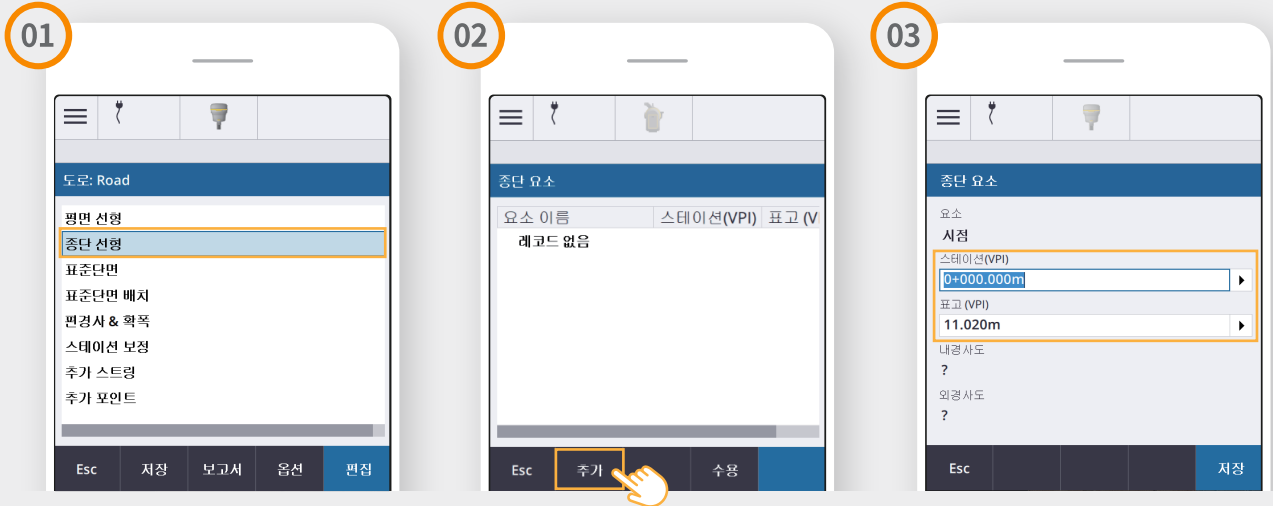 01
도로: Road
평면 선형
종단 선형
표준단면
표준단면 배치
편경사 & 확폭
스테이션 보정
추가 스트링
추가 포인트
Esc 저장 보고서 옵션 편집
02
종단 요소
요소 이름 스테이션(VPI) 표고 (V
레코드 없음
Esc 추가 수용
03
종단 요소
요소
시점
스테이션(VPI)
0+000.000m
표고 (VPI)
11.020m
내경사도
?
외경사도
?
Esc 저장